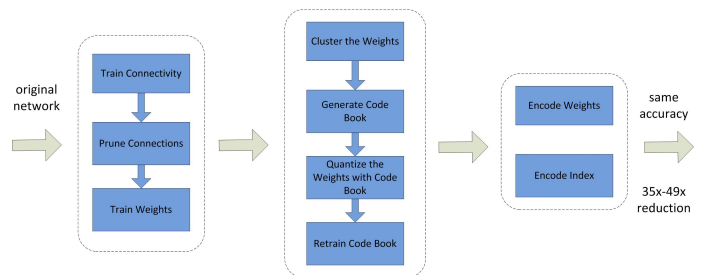 original
network
Train Connectivity
Prune Connections
Train Weights
Cluster the Weights
Generate Code
Book
Quantize the
Weights with Code
Book
Retrain Code Book
Encode Weights
Encode Index
same
accuracy
35x-49x
reduction